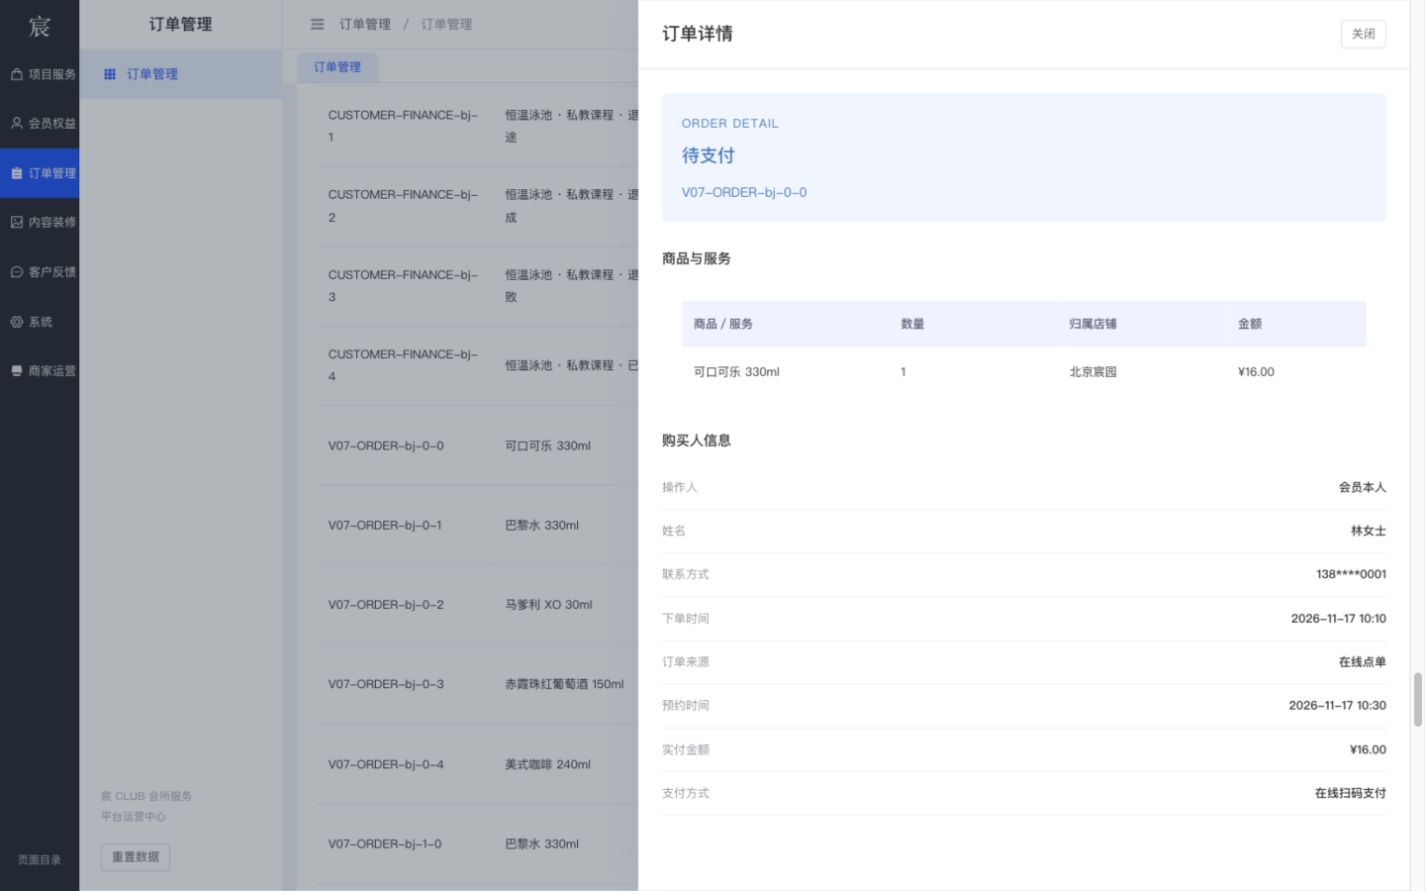 宸
项目服务
会员权益
订单管理
内容装修
客户反馈
系统
商家运营
页面目录
订单管理
订单管理
宸 CLUB 会所服务
平台运营中心
重置数据
订单管理 / 订单管理
订单管理
CUSTOMER-FINANCE-bj-
1
恒温泳池 · 私教课程 · 退
途
CUSTOMER-FINANCE-bj-
2
恒温泳池 · 私教课程 · 退
成
CUSTOMER-FINANCE-bj-
3
恒温泳池 · 私教课程 · 退
败
CUSTOMER-FINANCE-bj-
4
恒温泳池 · 私教课程 · 已
V07-ORDER-bj-0-0 可口可乐 330ml
V07-ORDER-bj-0-1 巴黎水 330ml
V07-ORDER-bj-0-2 马爹利 XO 30ml
V07-ORDER-bj-0-3 赤霞珠红葡萄酒 150ml
V07-ORDER-bj-0-4 美式咖啡 240ml
V07-ORDER-bj-1-0 巴黎水 330ml
订单详情
关闭
ORDER DETAIL
待支付
V07-ORDER-bj-0-0
商品与服务
商品 / 服务 数量 归属店铺 金额
可口可乐 330ml 1 北京宸园 ¥16.00
购买人信息
操作人 会员本人
姓名 林女士
联系方式 138****0001
下单时间 2026-11-17 10:10
订单来源 在线点单
预约时间 2026-11-17 10:30
实付金额 ¥16.00
支付方式 在线扫码支付